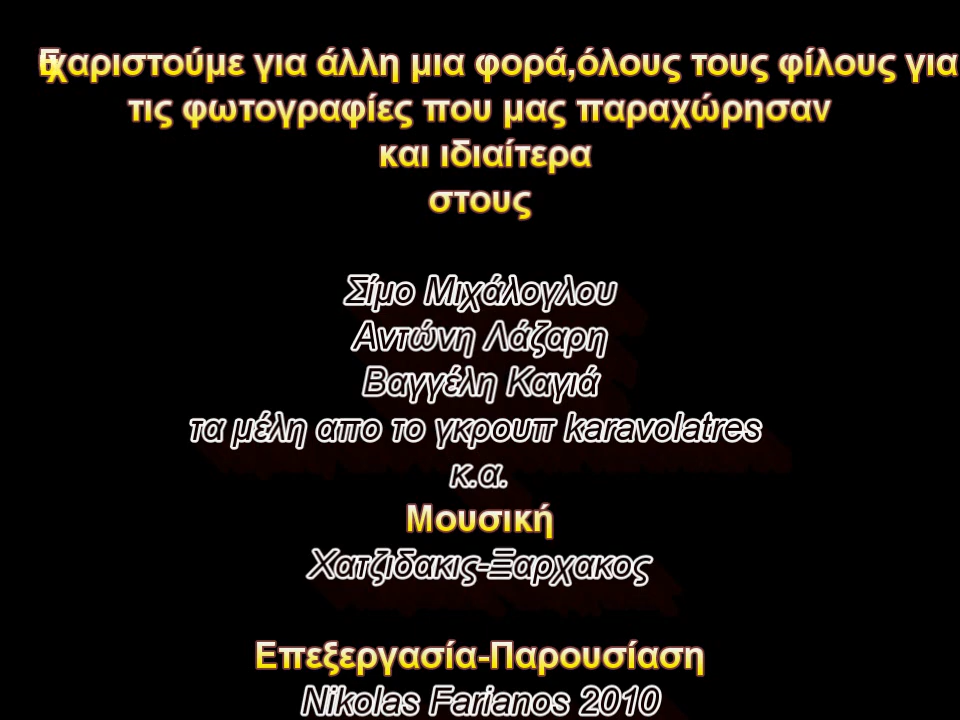 Ευχαριστούμε για άλλη μια φορά,όλους τους φίλους για
τις φωτογραφίες που μας παραχώρησαν
και ιδιαίτερα
στους
Σίμο Μιχάλογλου
Αντώνη Λάζαρη
Βαγγέλη Καγιά
τα μέλη απο το γκρουπ karavolatres
κ.α.
Μουσική
Χατζιδακις-Ξαρχακος
Επεξεργασία-Παρουσίαση
Nikolas Farianos 2010